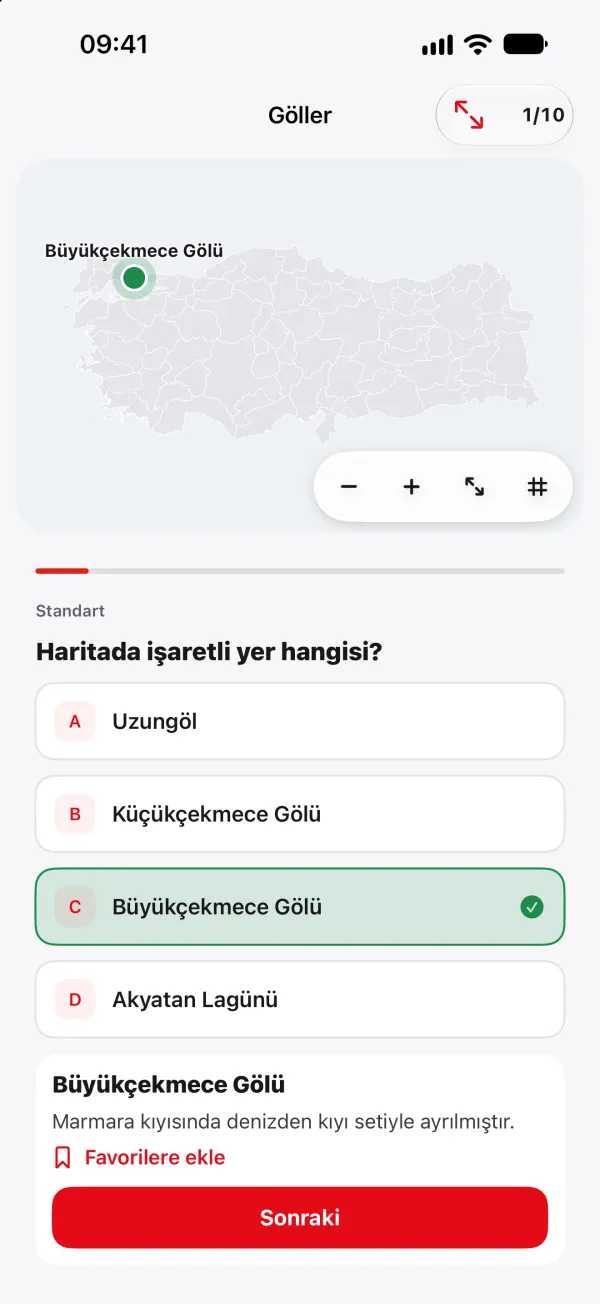 09:41
Göller
1/10
Büyükçekmece Gölü
Standart
Haritada işaretli yer hangisi?
A Uzungöl
B Küçükçekmece Gölü
C Büyükçekmece Gölü
D Akyatan Lagünü
Büyükçekmece Gölü
Marmara kıyısında denizden kıyı setiyle ayrılmıştır.
Favorilere ekle
Sonraki